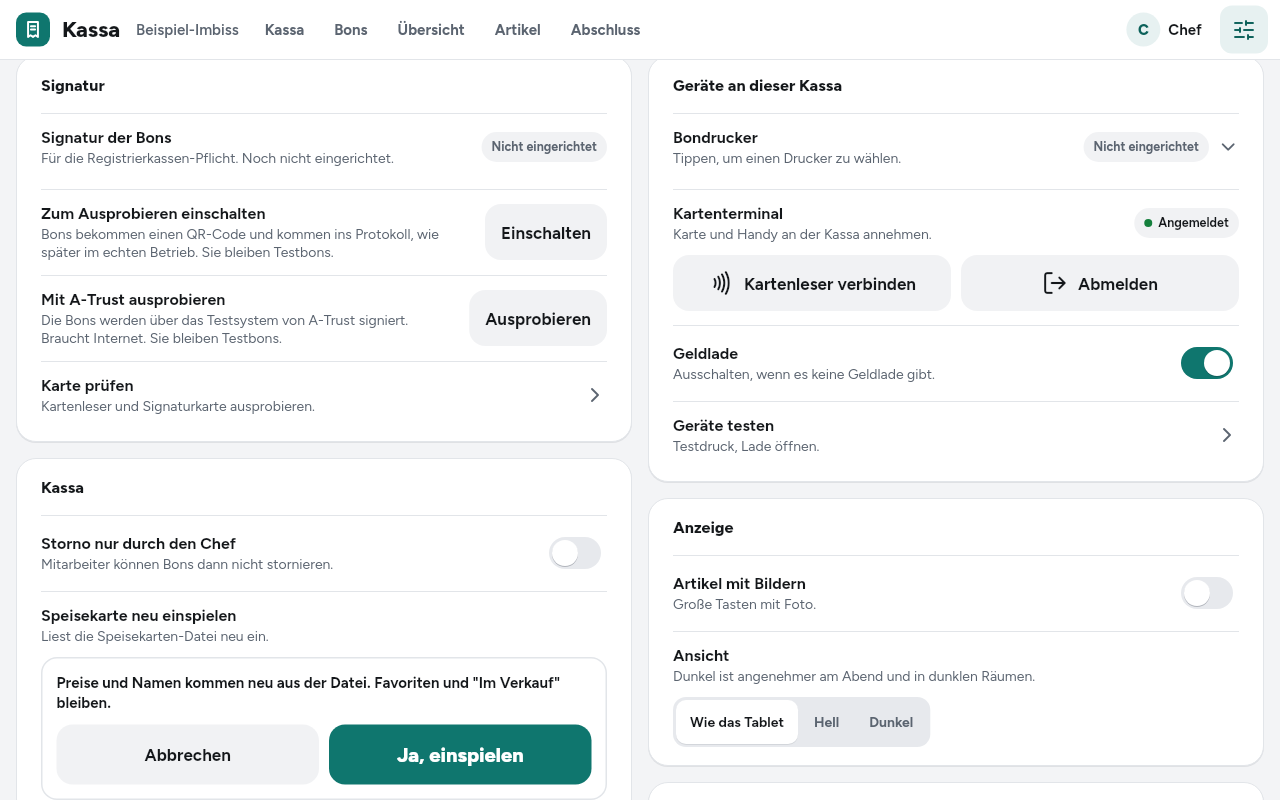 Kassa
Beispiel-Imbiss
Kassa
Bons
Übersicht
Artikel
Abschluss
C
Chef
Signatur
Signatur der Bons
Für die Registrierkassen-Pflicht. Noch nicht eingerichtet.
Nicht eingerichtet
Zum Ausprobieren einschalten
Bons bekommen einen QR-Code und kommen ins Protokoll, wie
später im echten Betrieb. Sie bleiben Testbons.
Einschalten
Mit A-Trust ausprobieren
Die Bons werden über das Testsystem von A-Trust signiert.
Braucht Internet. Sie bleiben Testbons.
Ausprobieren
Karte prüfen
Kartenleser und Signaturkarte ausprobieren.
Kassa
Storno nur durch den Chef
Mitarbeiter können Bons dann nicht stornieren.
Speisekarte neu einspielen
Liest die Speisekarten-Datei neu ein.
Preise und Namen kommen neu aus der Datei. Favoriten und "Im Verkauf"
bleiben.
Abbrechen
Ja, einspielen
Geräte an dieser Kassa
Bondrucker
Tippen, um einen Drucker zu wählen.
Nicht eingerichtet
Kartenterminal
Karte und Handy an der Kassa annehmen.
Angemeldet
Kartenleser verbinden
Abmelden
Geldlade
Ausschalten, wenn es keine Geldlade gibt.
Geräte testen
Testdruck, Lade öffnen.
Anzeige
Artikel mit Bildern
Große Tasten mit Foto.
Ansicht
Dunkel ist angenehmer am Abend und in dunklen Räumen.
Wie das Tablet
Hell
Dunkel